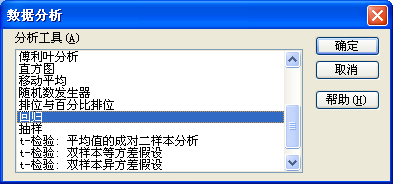 数据分析
分析工具(A)
傅利叶分析
直方图
移动平均
随机数发生器
排位与百分比排位
回归
抽样
t-检验: 平均值的成对二样本分析
t-检验: 双样本等方差假设
t-检验: 双样本异方差假设
确定
取消
帮助(H)